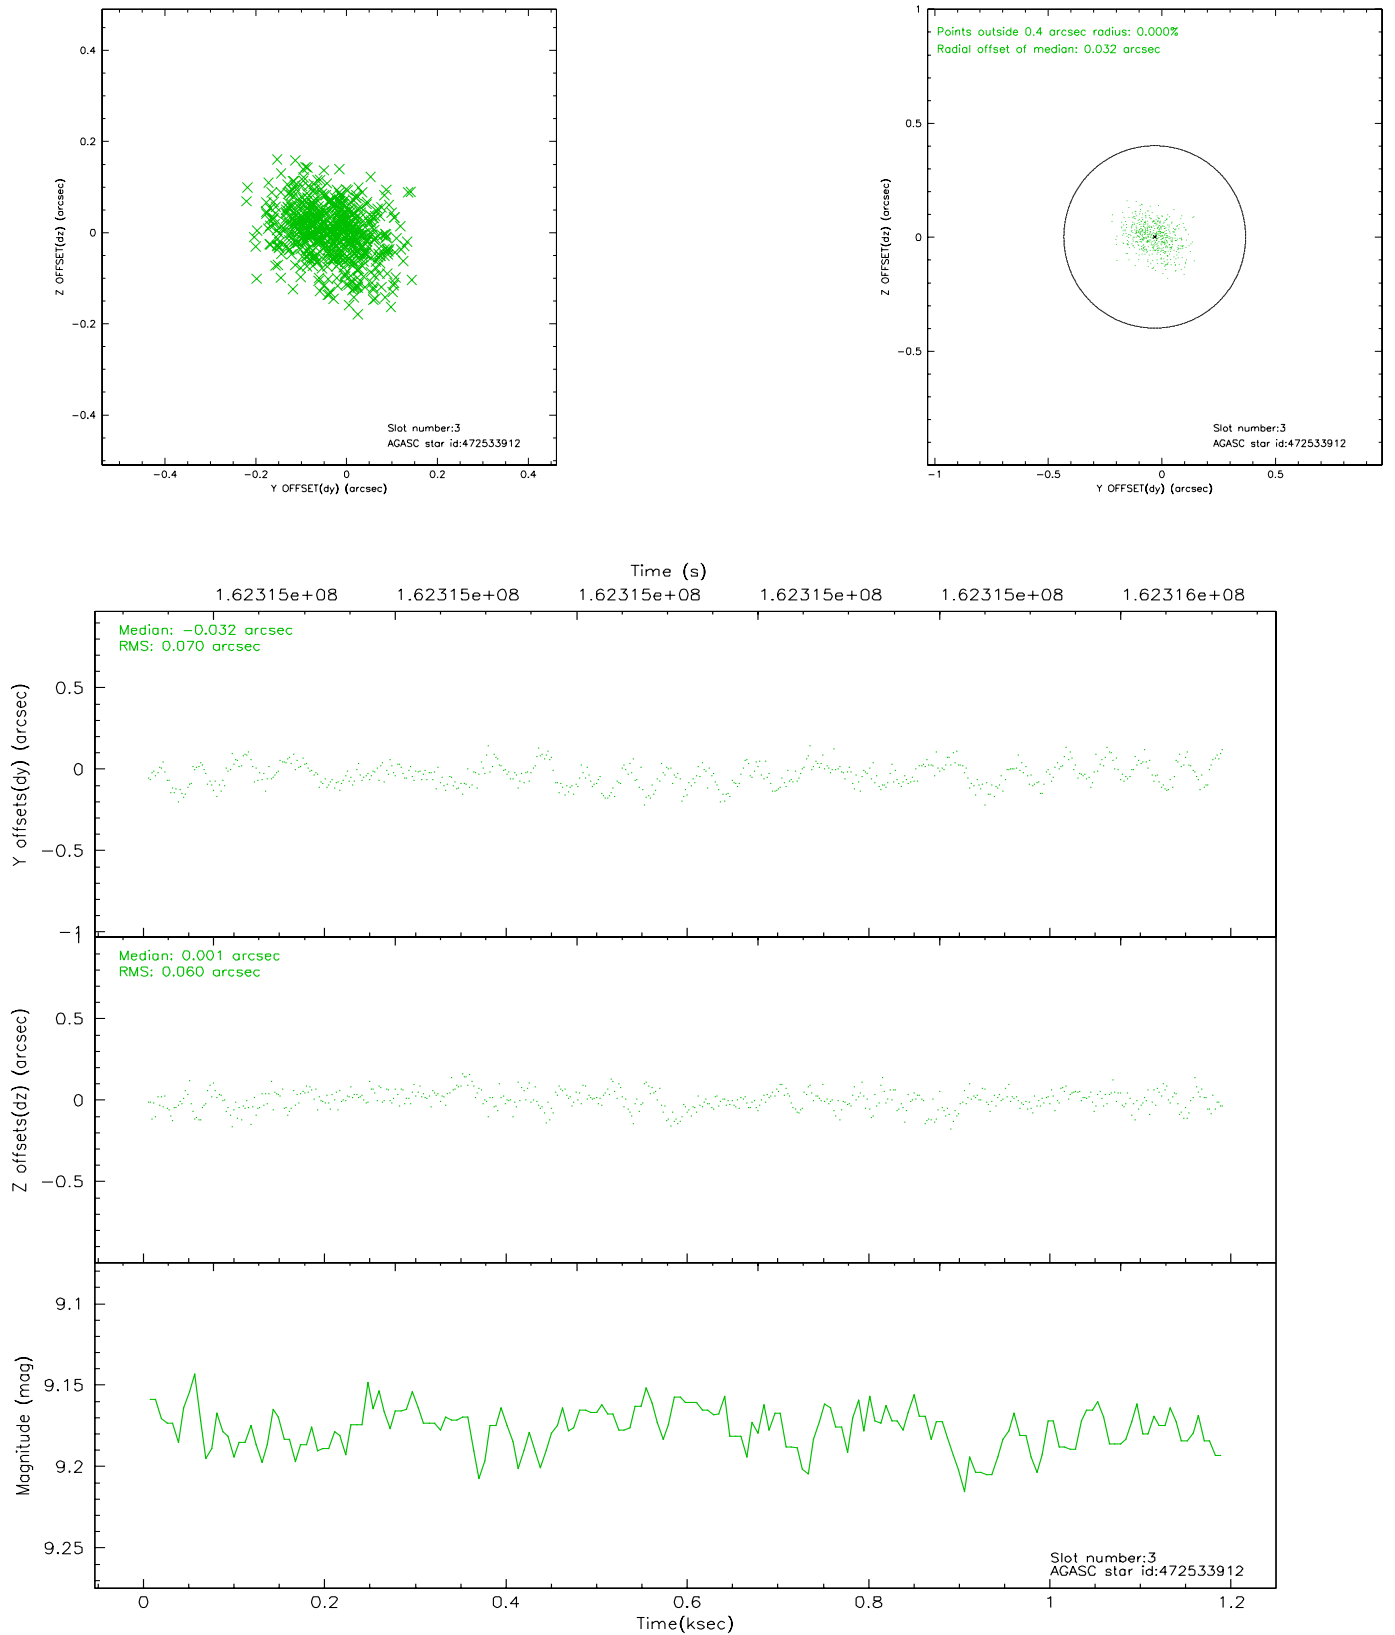 0.4
0.2
0
−0.2
−0.4
Z OFFSET(dz) (arcsec)
Slot number:3
AGASC star id:472533912
−0.4 −0.2 0 0.2 0.4
Y OFFSET(dy) (arcsec)
Points outside 0.4 arcsec radius: 0.000%
Radial offset of median: 0.032 arcsec
1
0.5
0
−0.5
Z OFFSET(dz) (arcsec)
Slot number:3
AGASC star id:472533912
−1 −0.5 0 0.5
Y OFFSET(dy) (arcsec)
Time (s)
1.62315e+08 1.62315e+08 1.62315e+08 1.62315e+08 1.62315e+08 1.62316e+08
Median: −0.032 arcsec
RMS: 0.070 arcsec
0.5
0
−0.5
−1
Y offsets(dy) (arcsec)
Median: 0.001 arcsec
RMS: 0.060 arcsec
1
0.5
0
−0.5
Z offsets(dz) (arcsec)
9.1
9.15
9.2
9.25
Magnitude (mag)
Slot number:3
AGASC star id:472533912
0 0.2 0.4 0.6 0.8 1 1.2
Time(ksec)